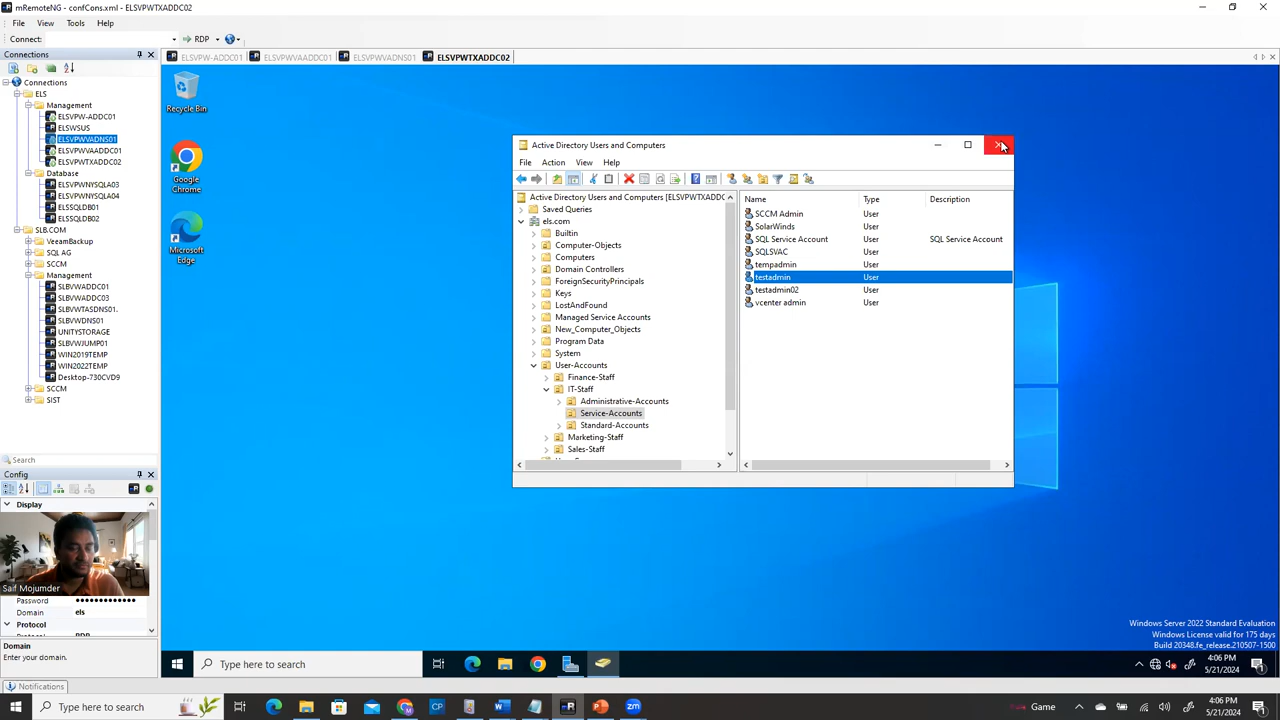 mRemoteNG - confCons.xml - ELSVPWTXADDC02
File View Tools Help
Connect: RDP
Connections
Connections
ELS
Management
ELSVPW-ADDC01
ELSWSUS
ELSVPWVADNS01
ELSVPWVAADDC01
ELSVPWTXADDC02
Database
ELSVPWNYSQLA03
ELSVPWNYSQLA04
ELSSQLDB01
ELSSQLDB02
SLB.COM
VeeamBackup
SQL AG
SCCM
Management
SLBVWADDC01
SLBVWADDC03
SLBVWTASDNS01.
SLBVWDNS01
UNITYSTORAGE
SLBVWJUMP01
WIN2019TEMP
WIN2022TEMP
Desktop-730CVD9
SCCM
SIST
Search
Config
Display
Saif Mojumder
Password ●●●●●●●●●●●●●
Domain els
Protocol
Domain
Enter your domain.
Notifications
ELSVPW-ADDC01 ELSVPWVAADDC01 ELSVPWVADNS01 ELSVPWTXADDC02
Recycle Bin
Google
Chrome
Microsoft
Edge
Active Directory Users and Computers
File Action View Help
Active Directory Users and Computers [ELSVPWTXADDC
Saved Queries
els.com
Builtin
Computer-Objects
Computers
Domain Controllers
ForeignSecurityPrincipals
Keys
LostAndFound
Managed Service Accounts
New_Computer_Objects
Program Data
System
User-Accounts
Finance-Staff
IT-Staff
Administrative-Accounts
Service-Accounts
Standard-Accounts
Marketing-Staff
Sales-Staff
Name Type Description
SCCM Admin User
SolarWinds User
SQL Service Account User SQL Service Account
SQLSVAC User
tempadmin User
testadmin User
testadmin02 User
vcenter admin User
Windows Server 2022 Standard Evaluation
Windows License valid for 175 days
Build 20348.fe_release.210507-1500
Type here to search
4:06 PM
5/21/2024
Type here to search
Game
4:06 PM
5/21/2024